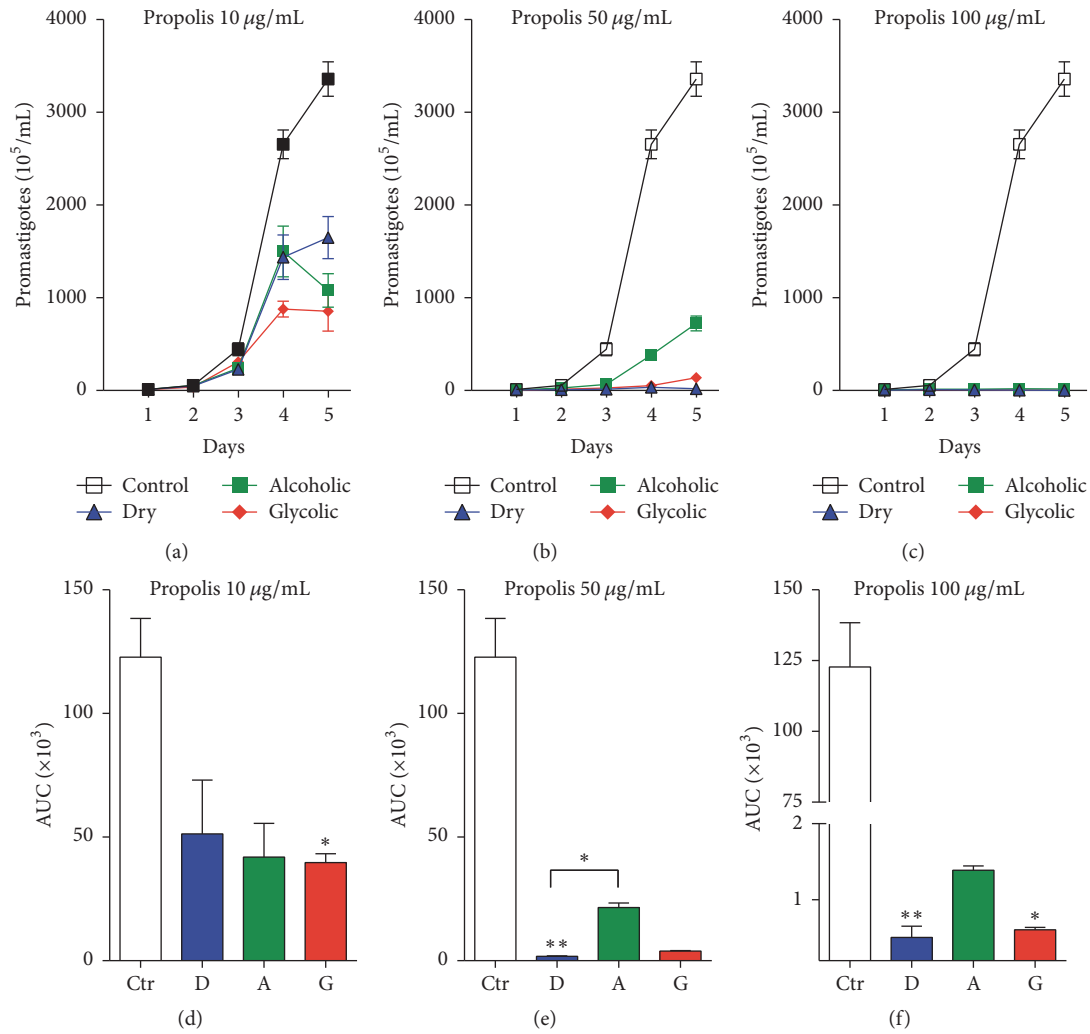 Propolis 10 μg/mL
4000
3000
2000
1000
0
Promastigotes (10^5/mL)
1 2 3 4 5
Days
Control Alcoholic
Dry Glycolic
(a)
Propolis 50 μg/mL
4000
3000
2000
1000
0
Promastigotes (10^5/mL)
1 2 3 4 5
Days
Control Alcoholic
Dry Glycolic
(b)
Propolis 100 μg/mL
4000
3000
2000
1000
0
Promastigotes (10^5/mL)
1 2 3 4 5
Days
Control Alcoholic
Dry Glycolic
(c)
Propolis 10 μg/mL
150
100
50
0
AUC (×10^3)
*
Ctr D A G
(d)
Propolis 50 μg/mL
150
100
50
0
AUC (×10^3)
*
**
Ctr D A G
(e)
Propolis 100 μg/mL
150
125
100
75
2
1
AUC (×10^3)
** *
Ctr D A G
(f)